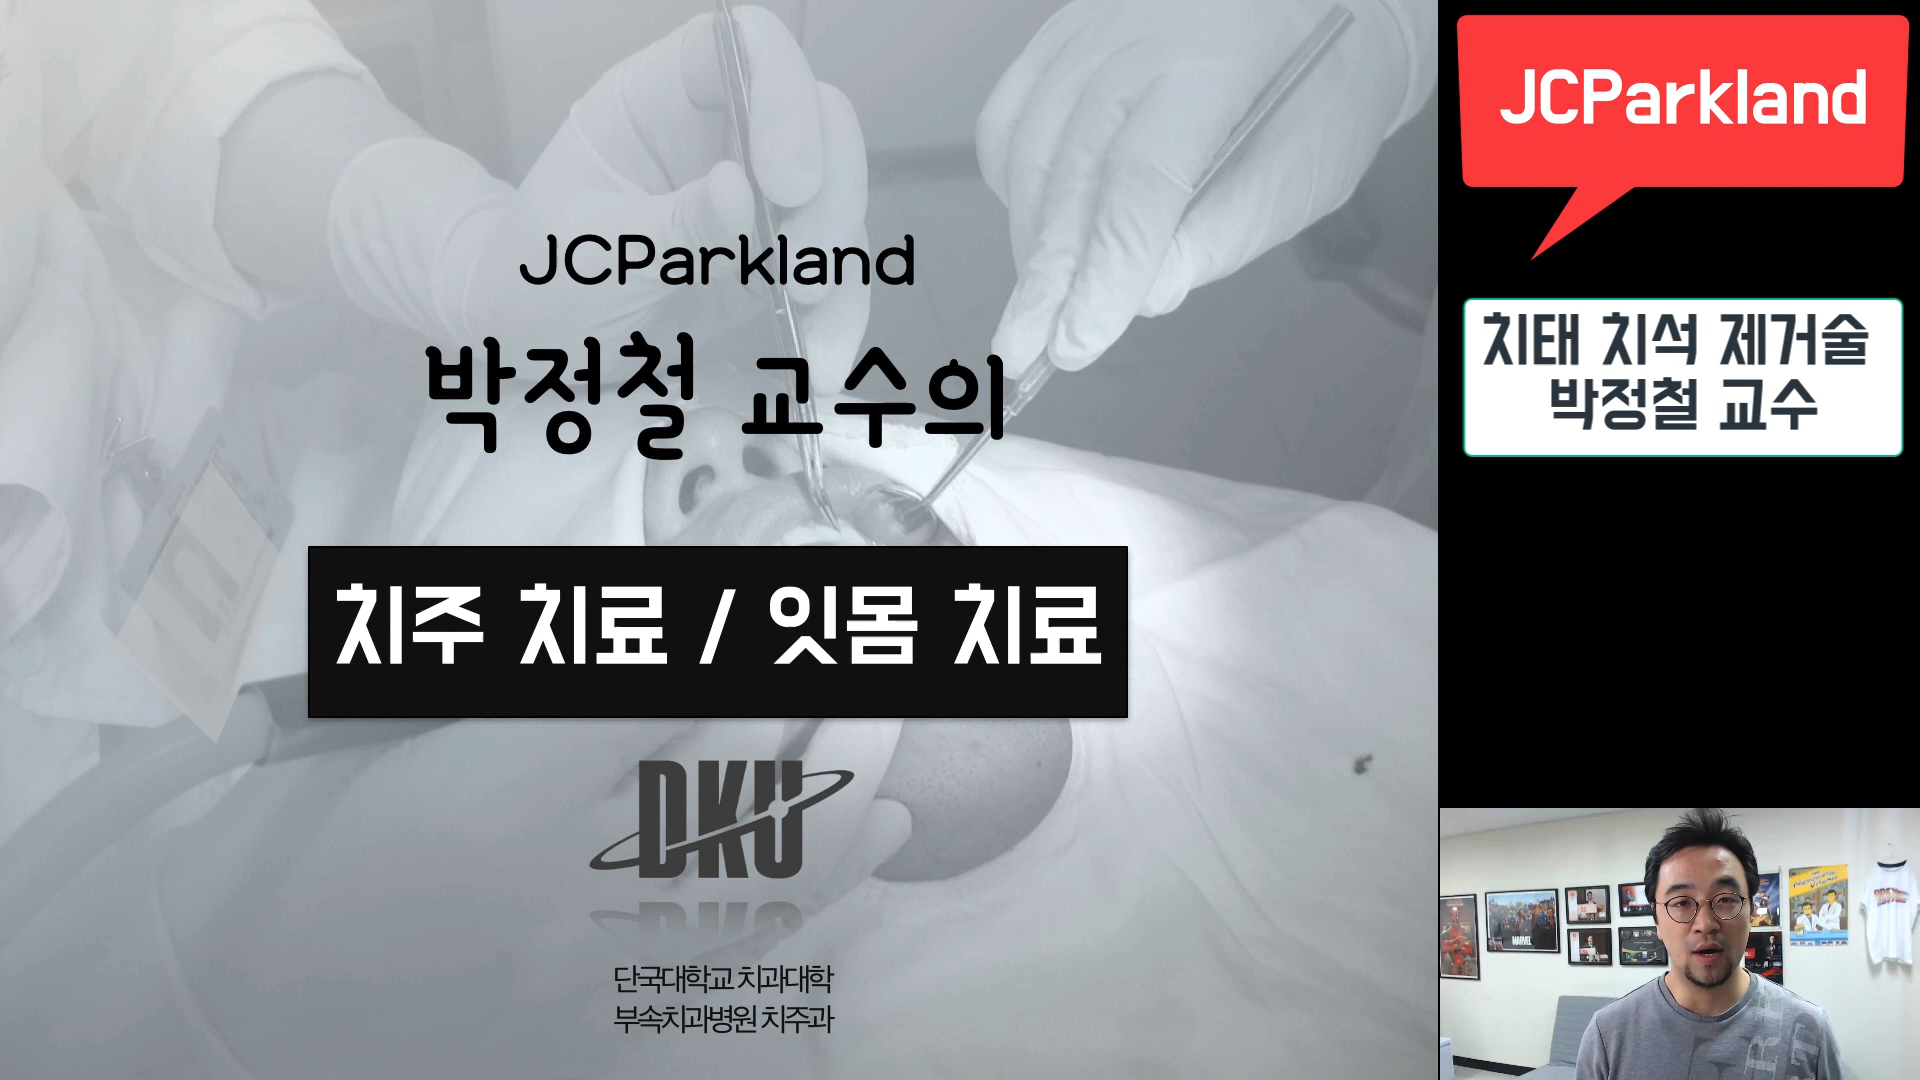 JCParkland
박정철 교수의
치주 치료 / 잇몸 치료
DKU
단국대학교 치과대학
부속치과병원 치주과
JCParkland
치태 치석 제거술
박정철 교수
MARVEL